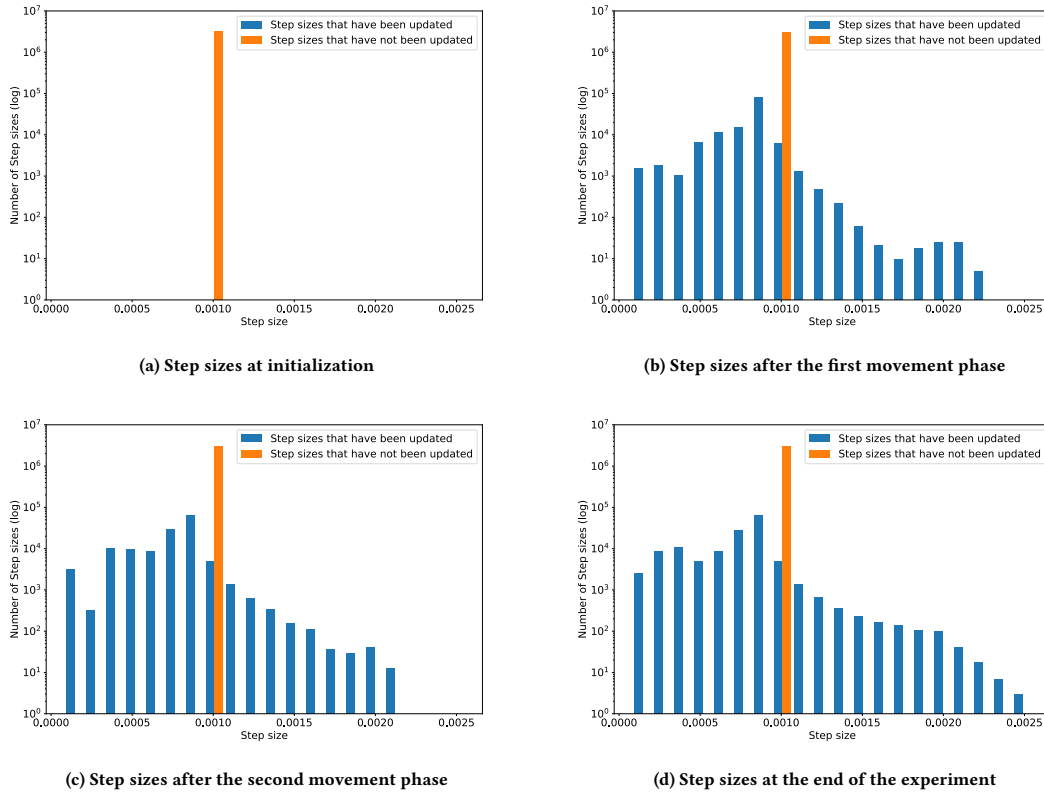 10^7
10^6
10^5
10^4
10^3
10^2
10^1
10^0
Number of Step sizes (log)
Step sizes that have been updated
Step sizes that have not been updated
0.0000 0.0005 0.0010 0.0015 0.0020 0.0025
Step size
(a) Step sizes at initialization
10^7
10^6
10^5
10^4
10^3
10^2
10^1
10^0
Number of Step sizes (log)
Step sizes that have been updated
Step sizes that have not been updated
0.0000 0.0005 0.0010 0.0015 0.0020 0.0025
Step size
(b) Step sizes after the first movement phase
10^7
10^6
10^5
10^4
10^3
10^2
10^1
10^0
Number of Step sizes (log)
Step sizes that have been updated
Step sizes that have not been updated
0.0000 0.0005 0.0010 0.0015 0.0020 0.0025
Step size
(c) Step sizes after the second movement phase
10^7
10^6
10^5
10^4
10^3
10^2
10^1
10^0
Number of Step sizes (log)
Step sizes that have been updated
Step sizes that have not been updated
0.0000 0.0005 0.0010 0.0015 0.0020 0.0025
Step size
(d) Step sizes at the end of the experiment